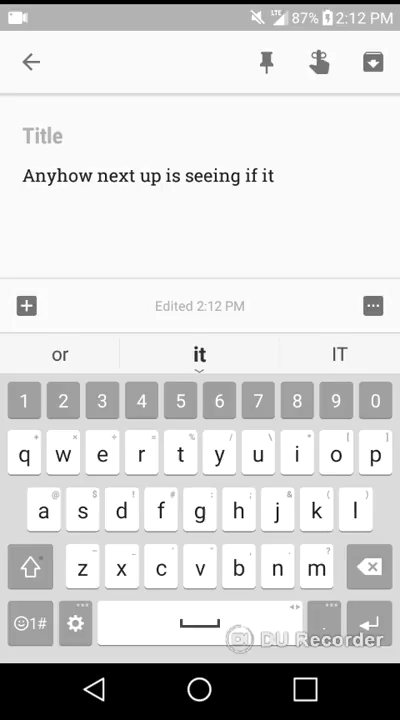 LTE 87% 2:12 PM
Title
Anyhow next up is seeing if it
Edited 2:12 PM
or it IT
1 2 3 4 5 6 7 8 9 0
q w e r t y u i o p
a s d f g h j k l
z x c v b n m
1# .
DU Recorder